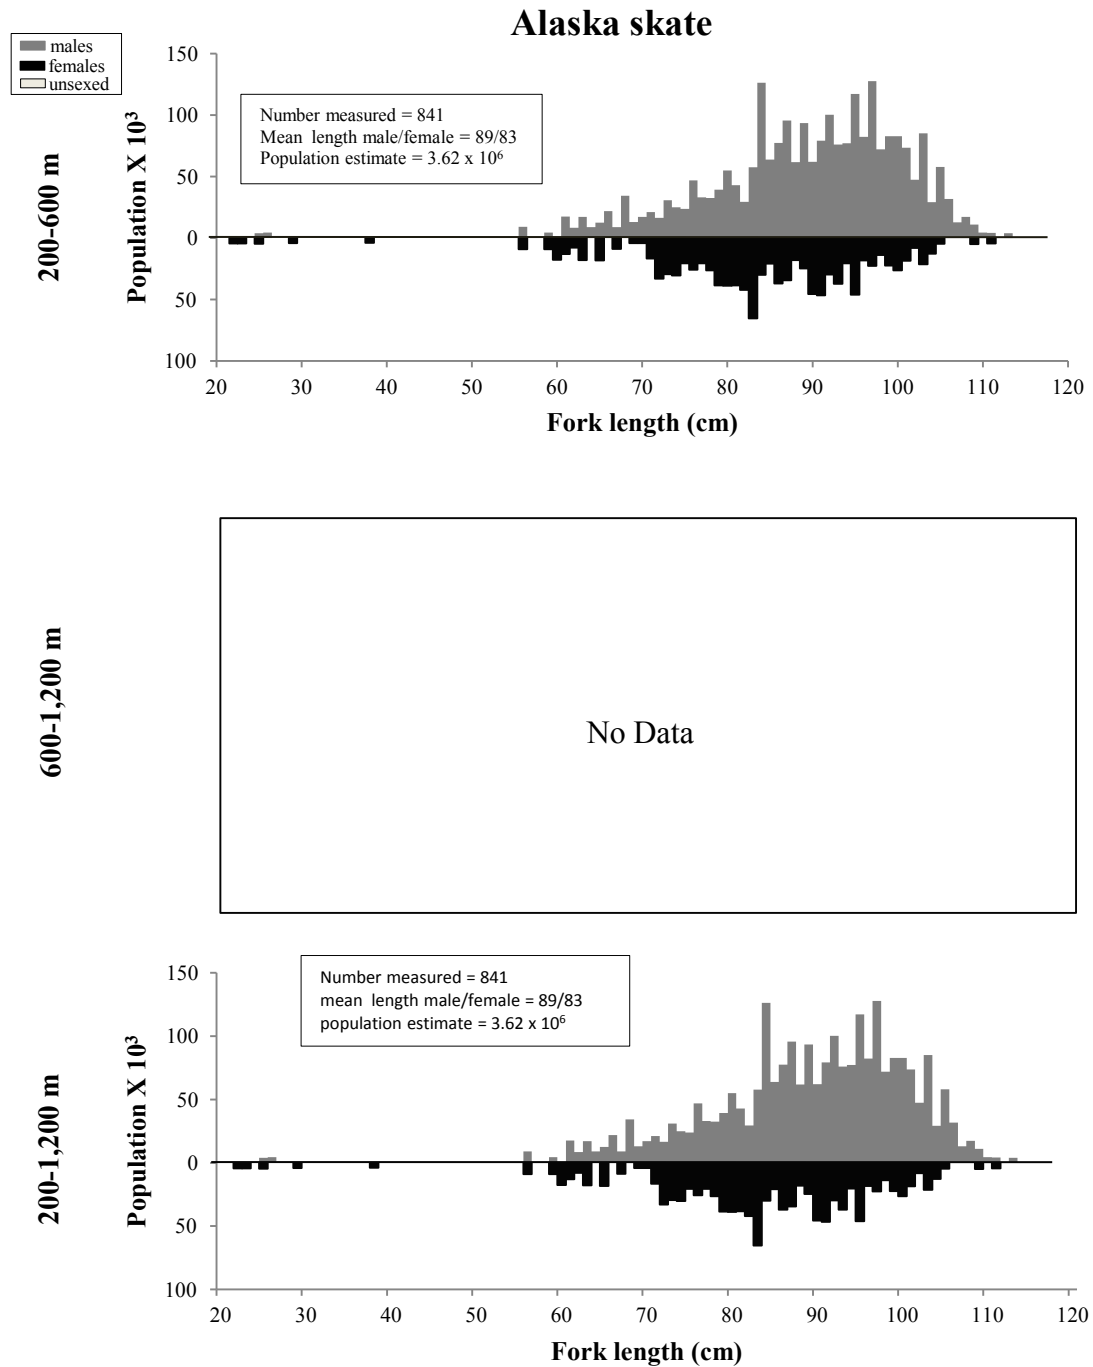 Alaska skate
males
females
unsexed
200-600 m
Population X 10³
150
100
50
0
50
100
Number measured = 841
Mean  length male/female = 89/83
Population estimate = 3.62 x 10⁶
20 30 40 50 60 70 80 90 100 110 120
Fork length (cm)
600-1,200 m
No Data
200-1,200 m
Population X 10³
150
100
50
0
50
100
Number measured = 841
mean  length male/female = 89/83
population estimate = 3.62 x 10⁶
20 30 40 50 60 70 80 90 100 110 120
Fork length (cm)